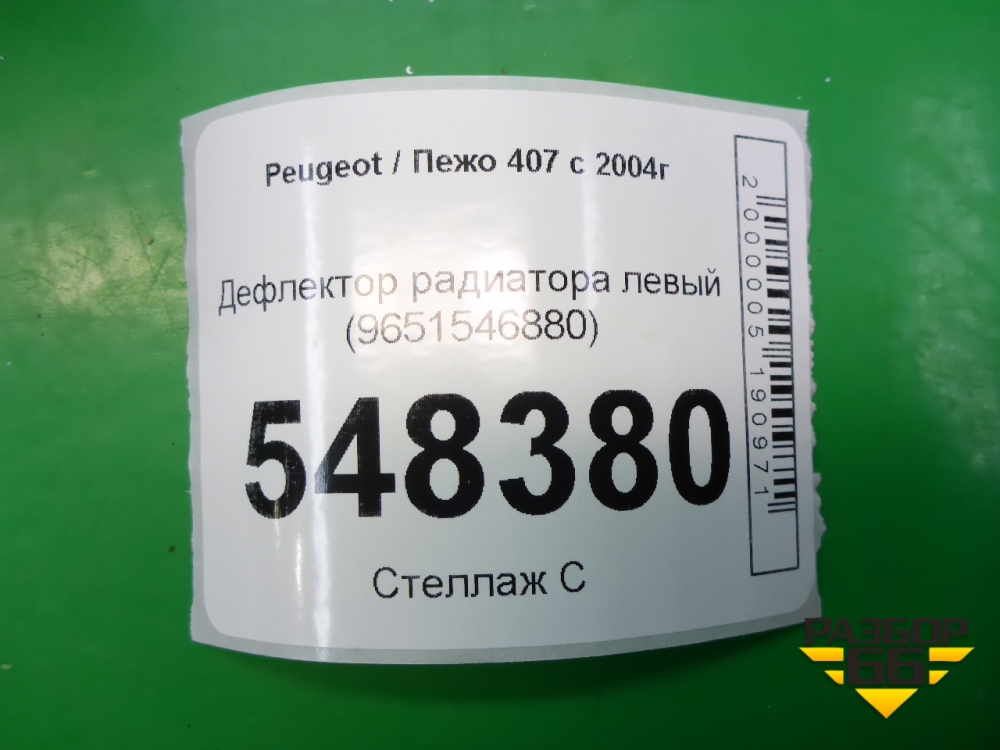 Peugeot / Пежо 407 с 2004г
Дефлектор радиатора левый
(9651546880)
548380
Стеллаж С
2000005190971
РАЗБОР
66